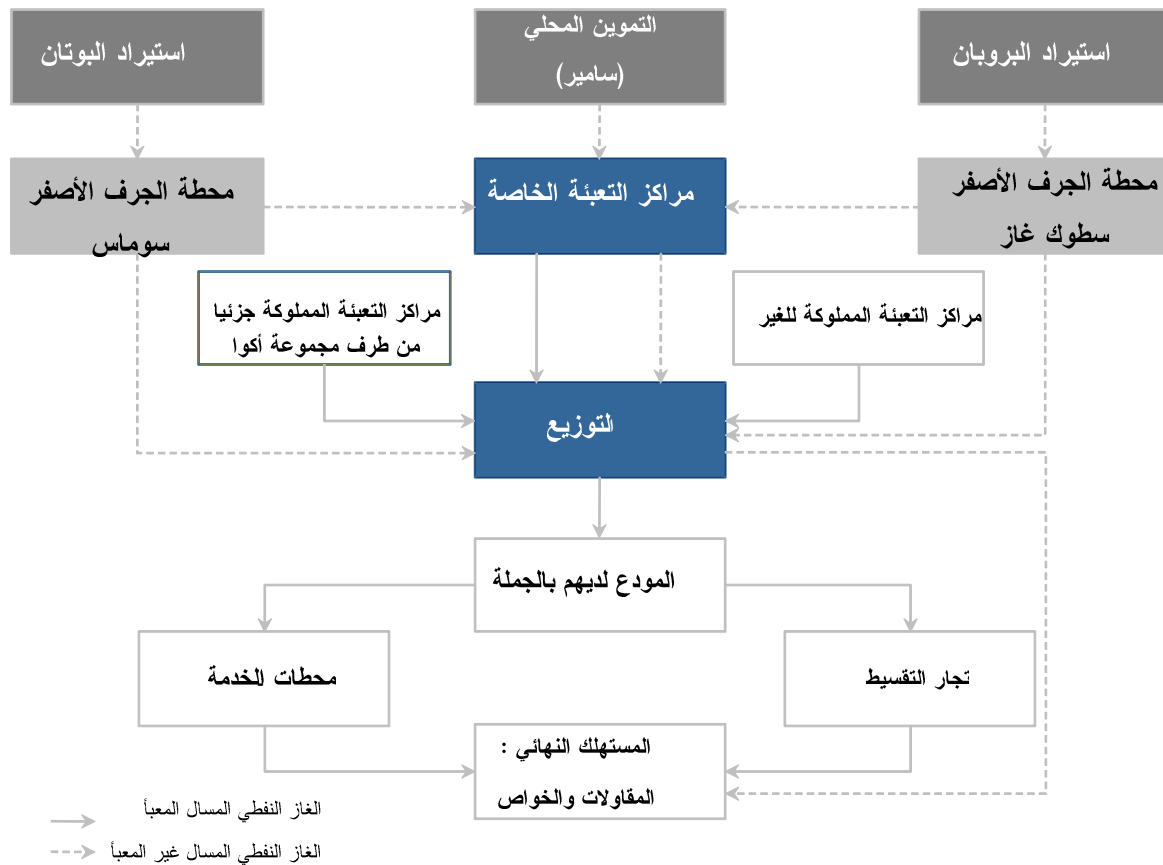 استيراد البروبان
التموين المحلي
(سامير)
استيراد البوتان
محطة الجرف الأصفر
سطوك غاز
مراكز التعبئة الخاصة
محطة الجرف الأصفر
سوماس
مراكز التعبئة المملوكة للغير
مراكز التعبئة المملوكة جزئيا
من طرف مجموعة أكوا
التوزيع
المودع لديهم بالجملة
تجار التقسيط
محطات الخدمة
المستهلك النهائي :
المقاولات والخواص
الغاز النفطي المسال المعبأ
الغاز النفطي المسال غير المعبأ